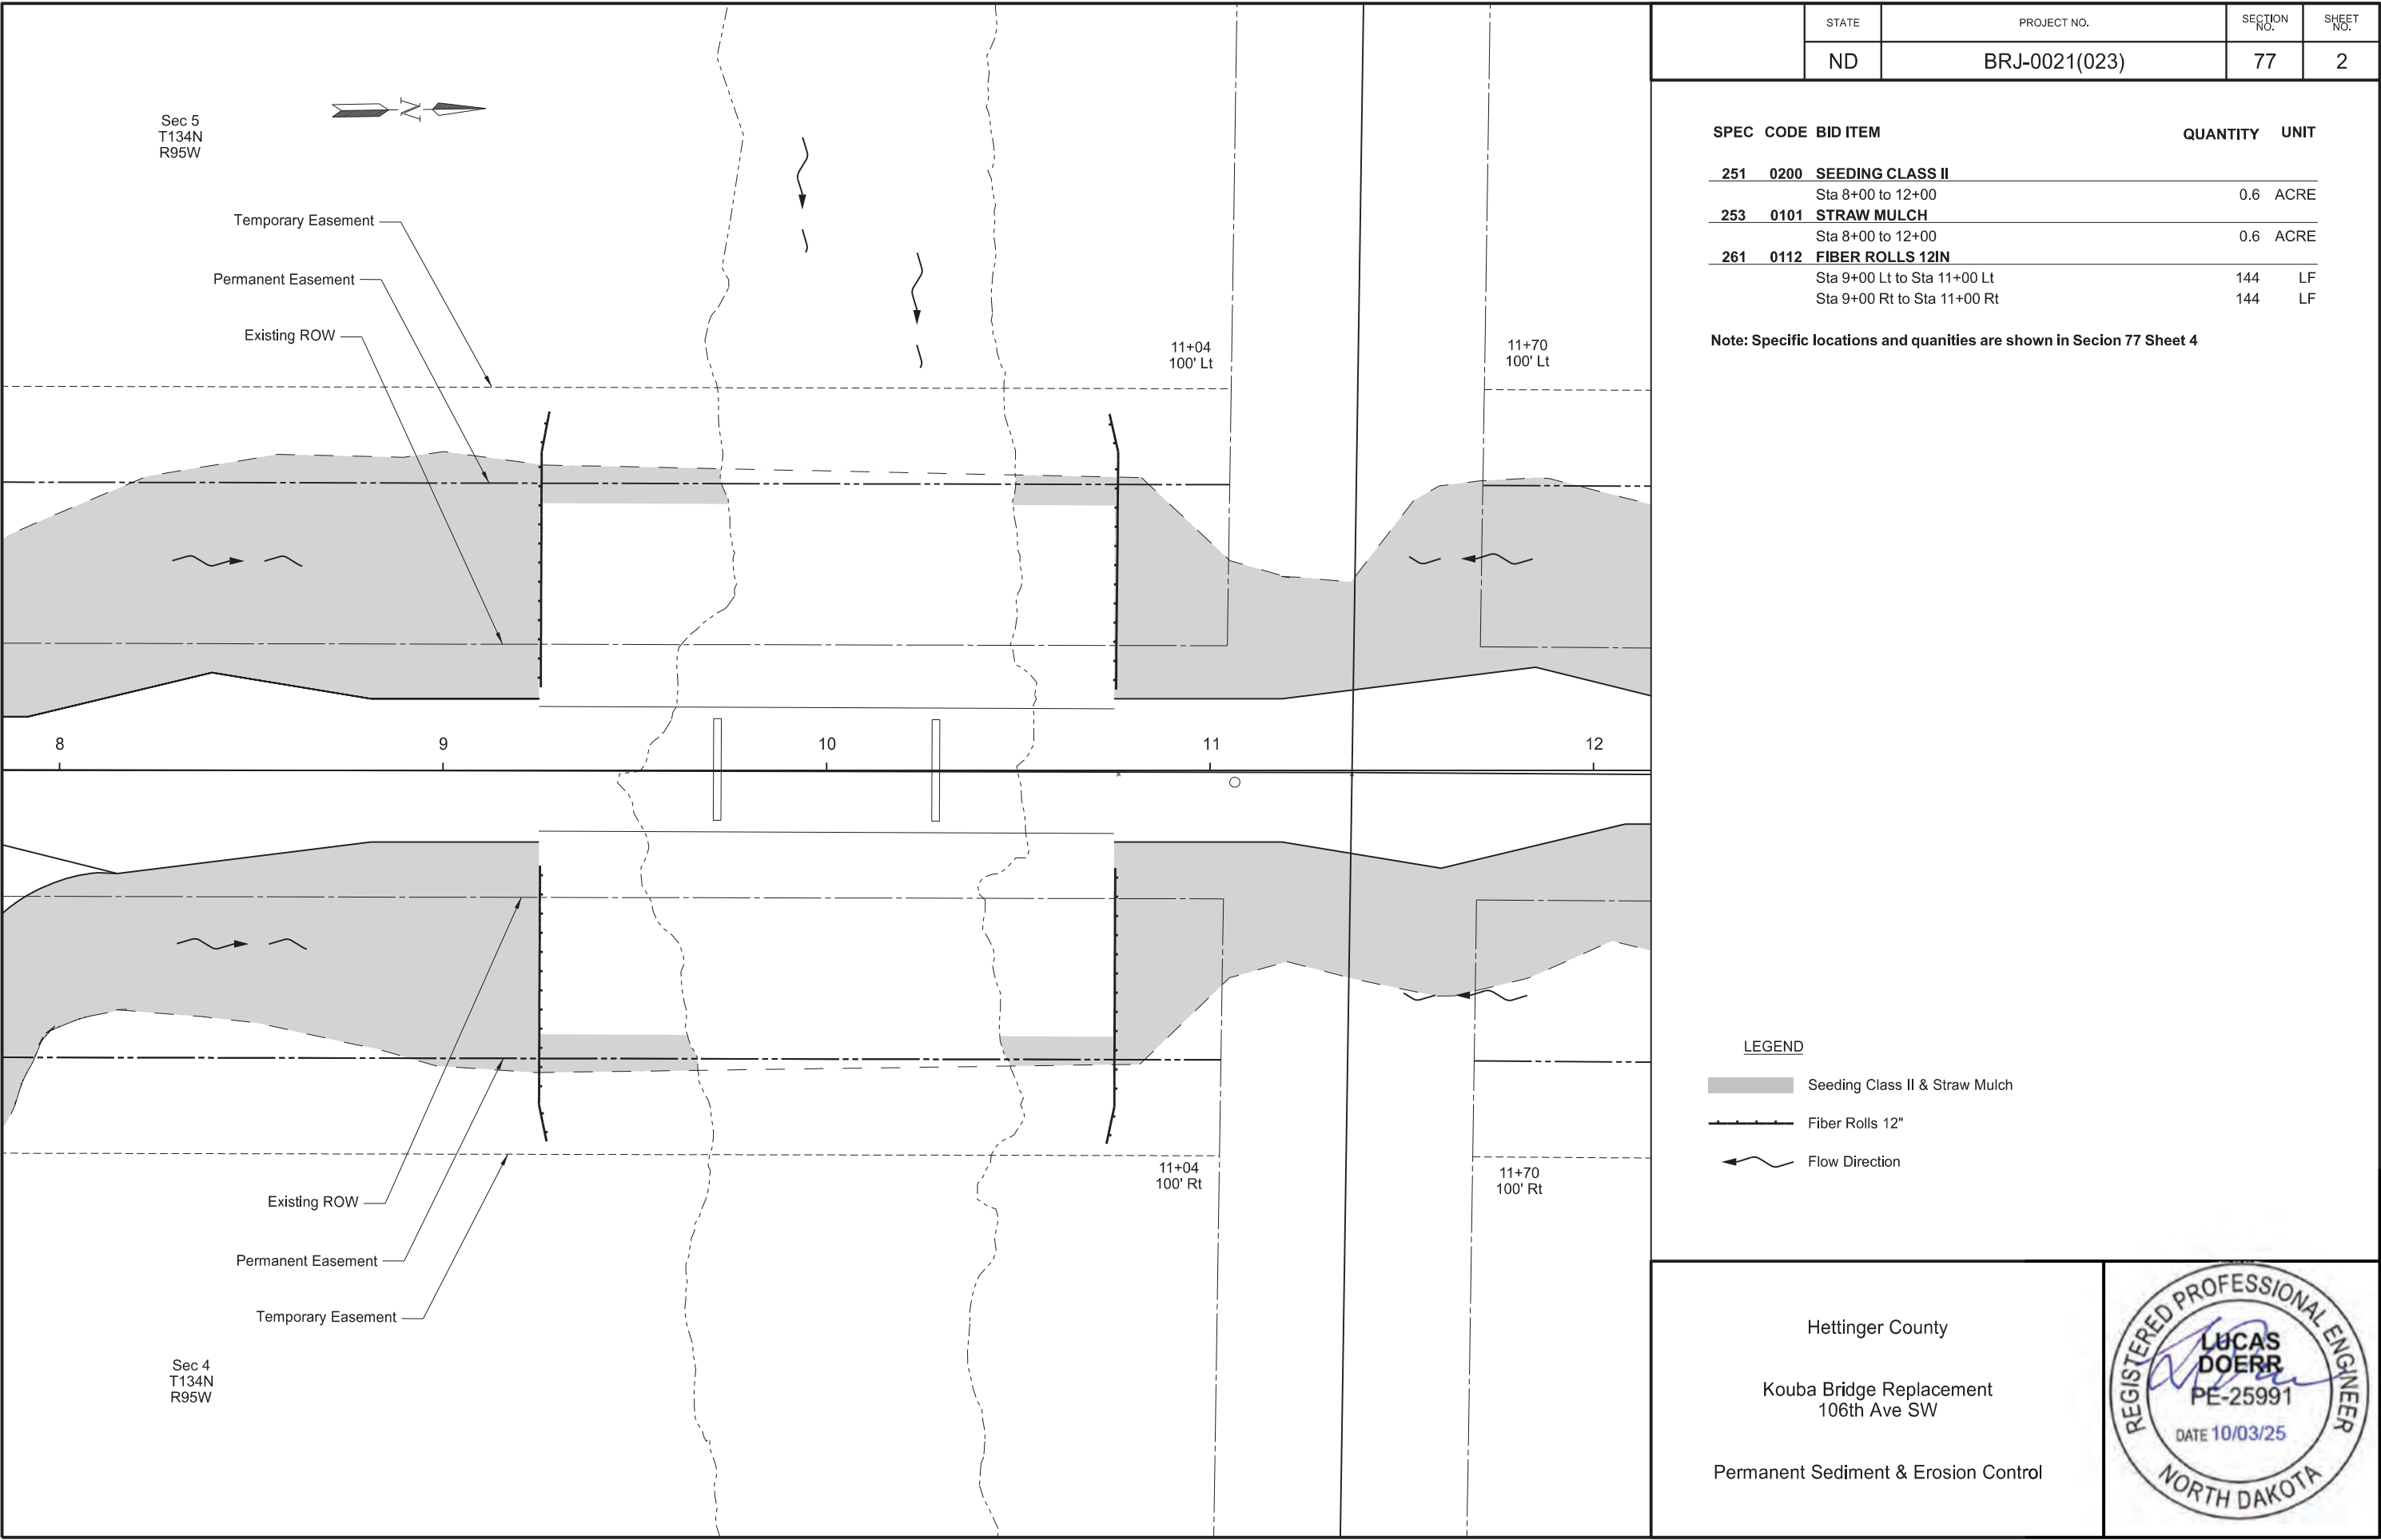 STATE PROJECT NO. SECTION NO. SHEET NO.
ND BRJ-0021(023) 77 2
SPEC CODE BID ITEM QUANTITY UNIT
251 0200 SEEDING CLASS II
Sta 8+00 to 12+00 0.6 ACRE
253 0101 STRAW MULCH
Sta 8+00 to 12+00 0.6 ACRE
261 0112 FIBER ROLLS 12IN
Sta 9+00 Lt to Sta 11+00 Lt 144 LF
Sta 9+00 Rt to Sta 11+00 Rt 144 LF
Note: Specific locations and quanities are shown in Secion 77 Sheet 4
Sec 5
T134N
R95W
N
Temporary Easement
Permanent Easement
Existing ROW
11+04
100' Lt
11+70
100' Lt
8 9 10 11 12
11+04
100' Rt
11+70
100' Rt
Existing ROW
Permanent Easement
Temporary Easement
Sec 4
T134N
R95W
LEGEND
Seeding Class II & Straw Mulch
Fiber Rolls 12"
Flow Direction
Hettinger County
Kouba Bridge Replacement
106th Ave SW
Permanent Sediment & Erosion Control
REGISTERED PROFESSIONAL ENGINEER
LUCAS
DOERR
PE-25991
DATE 10/03/25
NORTH DAKOTA